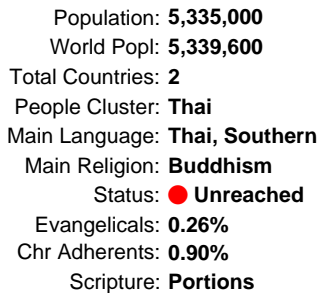 Population: 5,335,000
World Popl: 5,339,600
Total Countries: 2
People Cluster: Thai
Main Language: Thai, Southern
Main Religion: Buddhism
Status: Unreached
Evangelicals: 0.26%
Chr Adherents: 0.90%
Scripture: Portions